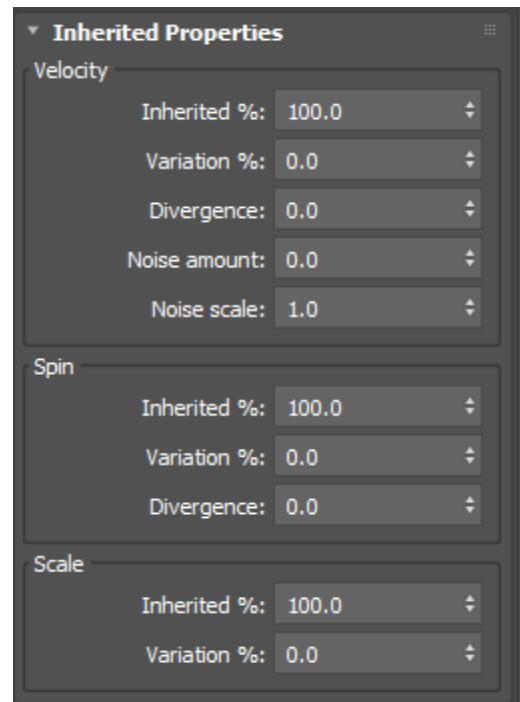 Inherited Properties
Velocity
Inherited %: 100.0
Variation %: 0.0
Divergence: 0.0
Noise amount: 0.0
Noise scale: 1.0
Spin
Inherited %: 100.0
Variation %: 0.0
Divergence: 0.0
Scale
Inherited %: 100.0
Variation %: 0.0